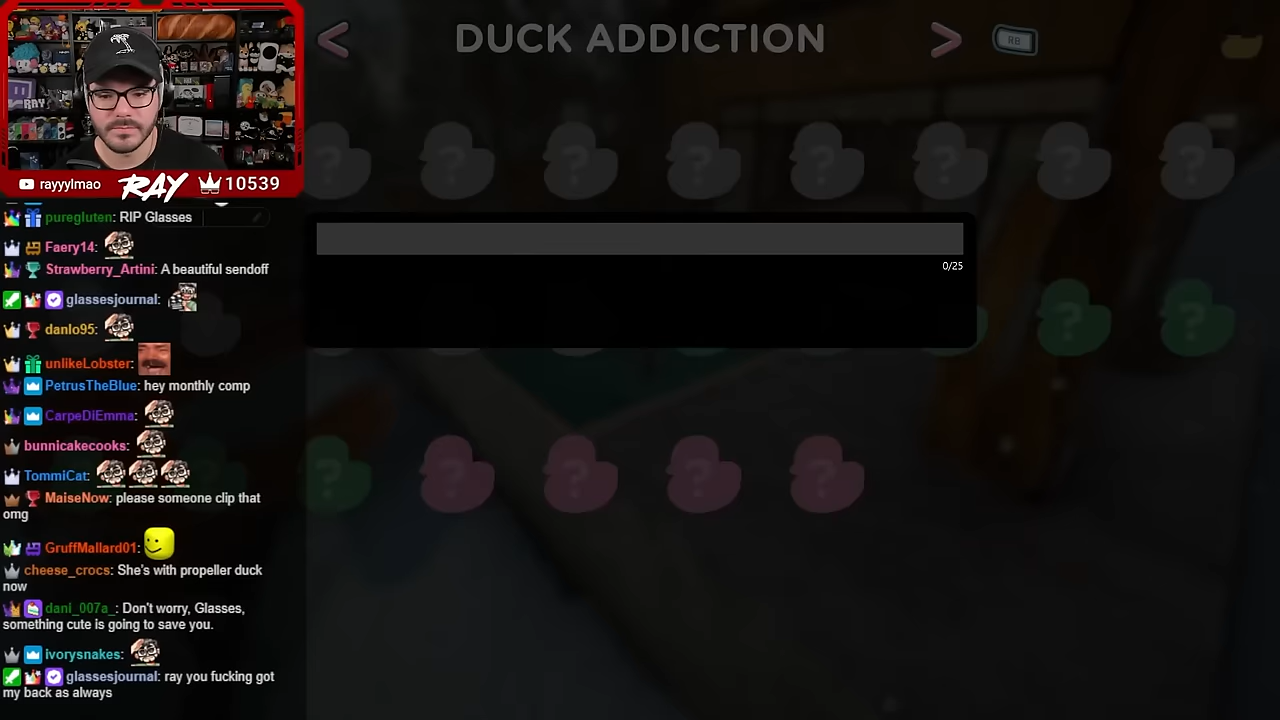 DUCK ADDICTION
RB
rayyylmao RAY 10539
puregluten: RIP Glasses
Faery14:
Strawberry_Artini: A beautiful sendoff
glassesjournal:
danlo95:
unlikeLobster:
PetrusTheBlue: hey monthly comp
CarpeDiEmma:
bunnicakecooks:
TommiCat:
MaiseNow: please someone clip that
omg
GruffMallard01:
cheese_crocs: She's with propeller duck
now
dani_007a_: Don't worry, Glasses,
something cute is going to save you.
ivorysnakes:
glassesjournal: ray you fucking got
my back as always
0/25
? ? ? ? ? ? ? ?
? ?
? ? ? ? ?